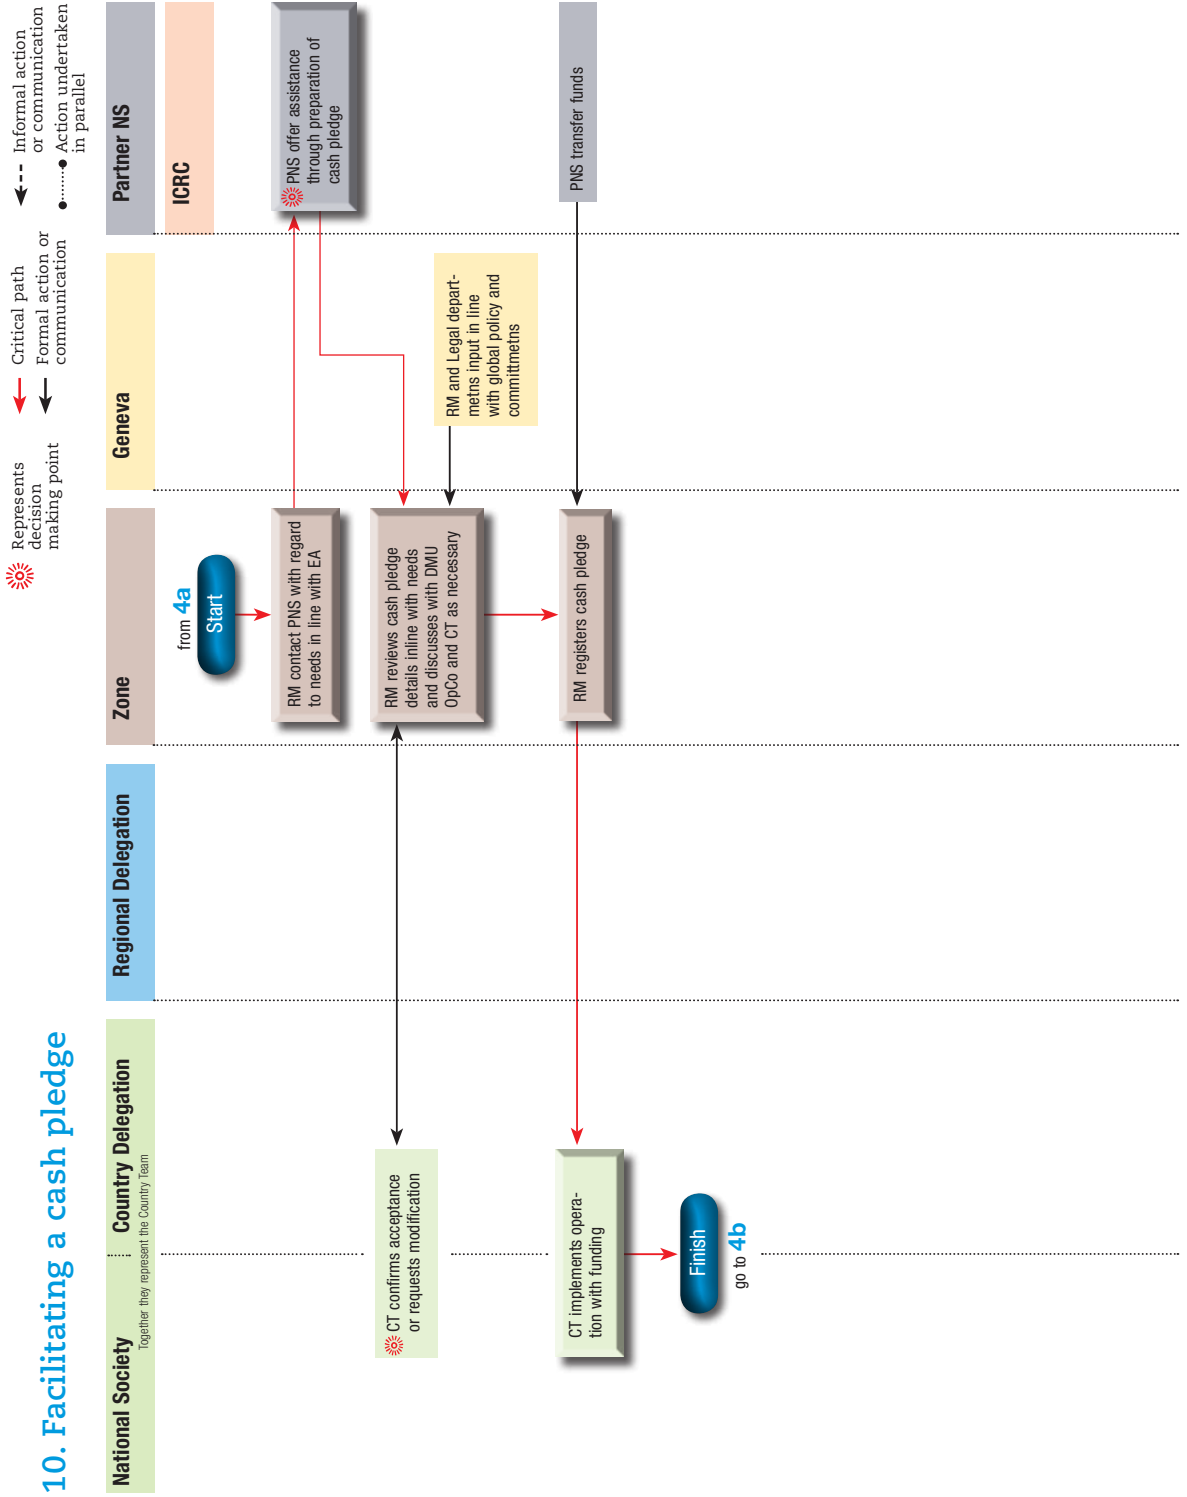 10. Facilitating a cash pledge
Represents
decision
making point
Critical path
Formal action or
communication
Informal action
or communication
Action undertaken
in parallel
National Society
Country Delegation
Together they represent the Country Team
Regional Delegation
Zone
Geneva
Partner NS
ICRC
from 4a
Start
RM contact PNS with regard
to needs in line with EA
PNS offer assistance
through preparation of
cash pledge
CT confirms acceptance
or requests modification
RM reviews cash pledge
details inline with needs
and discusses with DMU
OpCo and CT as necessary
RM and Legal depart-
metns input in line
with global policy and
committmetns
CT implements opera-
tion with funding
RM registers cash pledge
PNS transfer funds
Finish
go to 4b